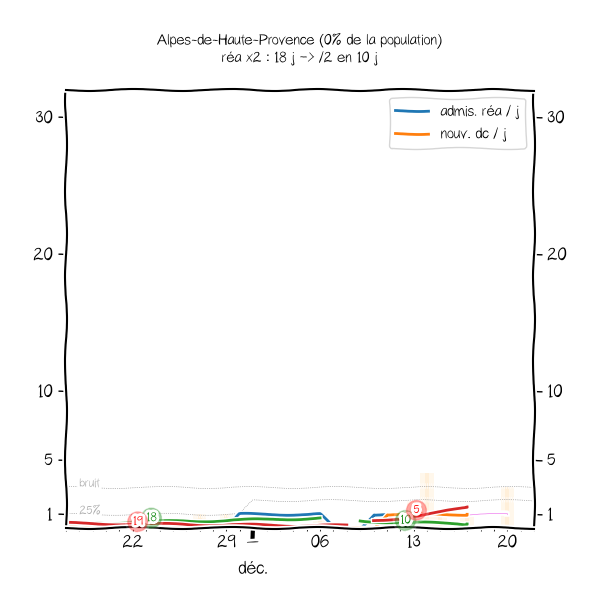 Alpes-de-Haute-Provence (0% de la population)
réa x2 : 18 j -> /2 en 10 j
admis. réa / j
nouv. dc / j
30 30
20 20
10 10
5 5
bruit
25%
1 1
19 18 5 10
22 29 1 06 13 20
déc.